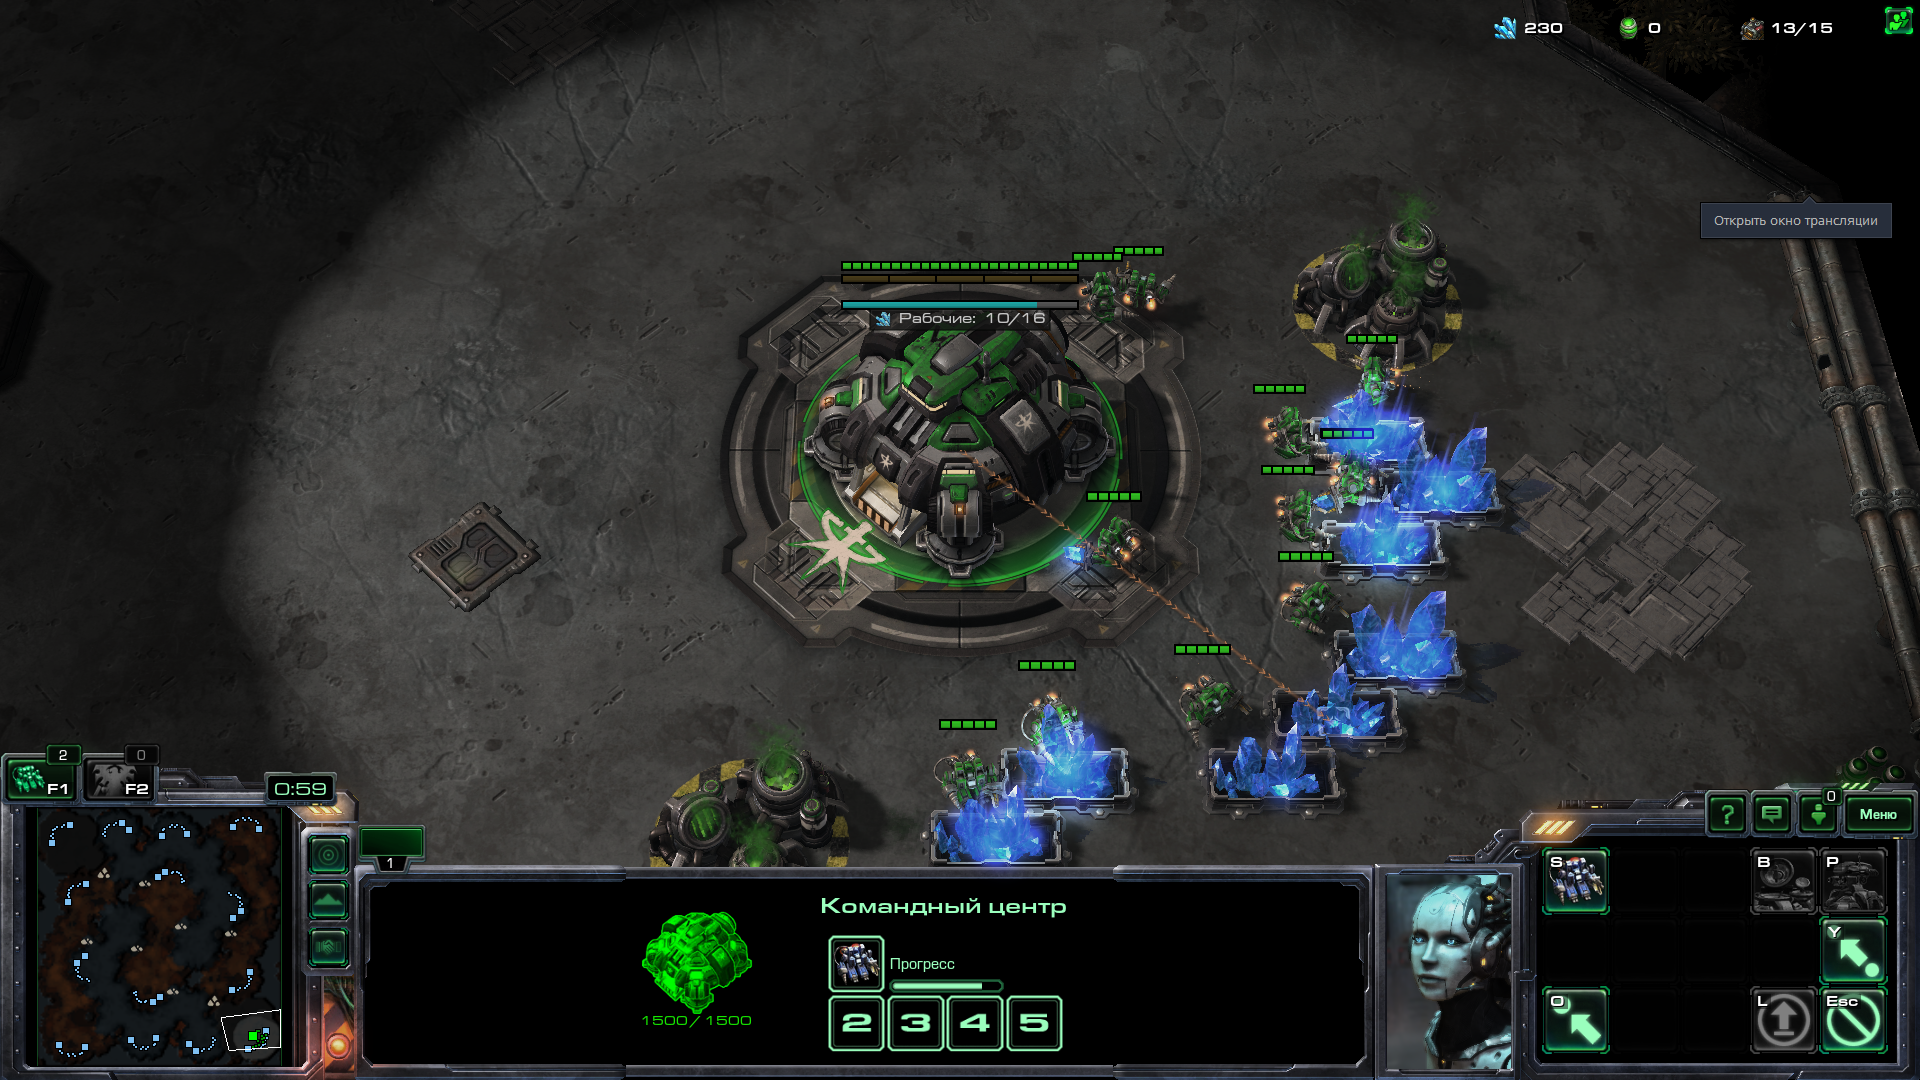 230
0
13/15
Открыть окно трансляции
Рабочие: 10/16
2
0
F1
F2
0:59
1
Командный центр
Прогресс
1500/1500
2
3
4
5
?
0
Меню
S
B
P
Y
O
L
Esc